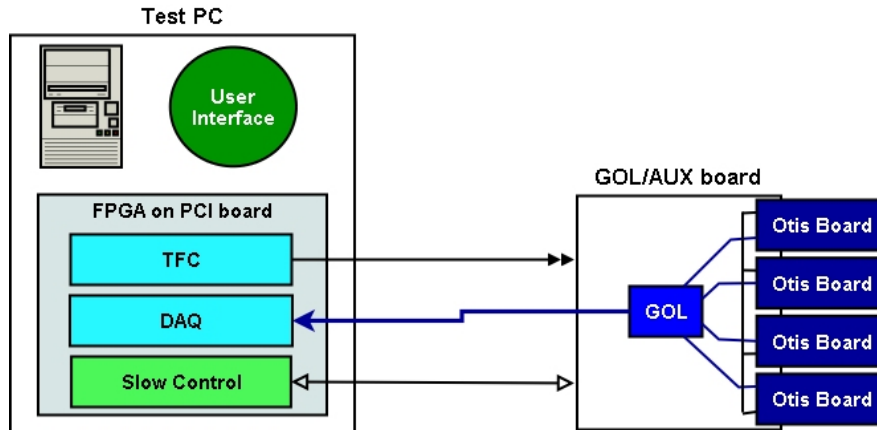 Test PC
User
Interface
GOL/AUX board
FPGA on PCI board
TFC
DAQ
Slow Control
GOL
Otis Board
Otis Board
Otis Board
Otis Board